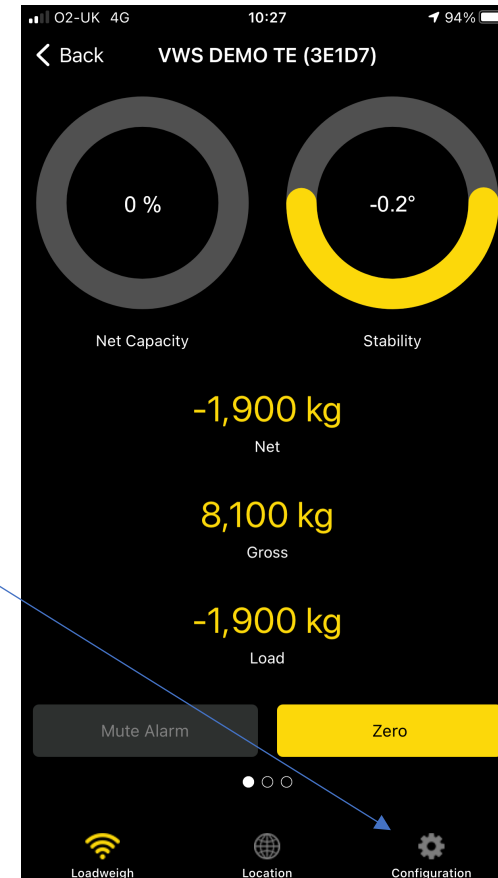 O2-UK 4G 10:27 94%
Back VWS DEMO TE (3E1D7)
0 % -0.2°
Net Capacity Stability
-1,900 kg
Net
8,100 kg
Gross
-1,900 kg
Load
Mute Alarm Zero
Loadweigh Location Configuration